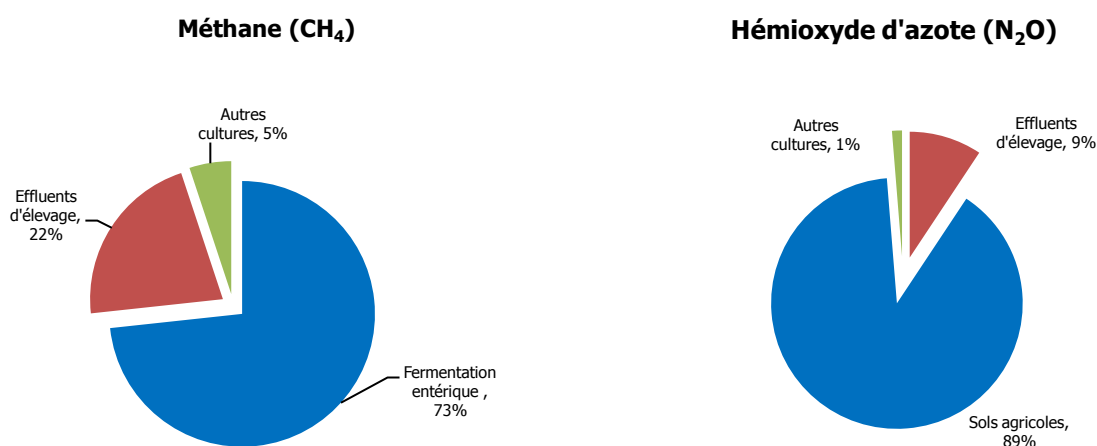 Méthane (CH₄)
Autres
cultures, 5%
Effluents
d'élevage,
22%
Fermentation
entérique ,
73%
Hémioxyde d'azote (N₂O)
Autres
cultures, 1%
Effluents
d'élevage, 9%
Sols agricoles,
89%